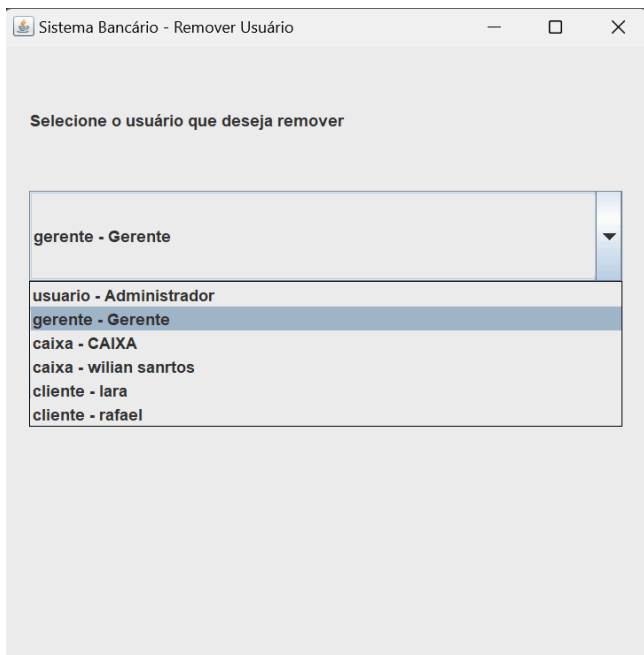 Sistema Bancário - Remover Usuário
Selecione o usuário que deseja remover
gerente - Gerente
usuario - Administrador
gerente - Gerente
caixa - CAIXA
caixa - wilian sanrtos
cliente - lara
cliente - rafael